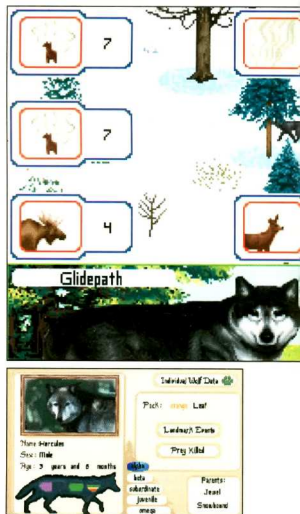 7
7
4
Glidepath
Individual Wolf Data
Pack: Leaf
Landmark Events
Prey Killed
Name: Hercules
Sex: Male
Age: 3 years and 8 months
alpha
beta
subordinate
juvenile
omega
Parents:
Jewel
Snowhound